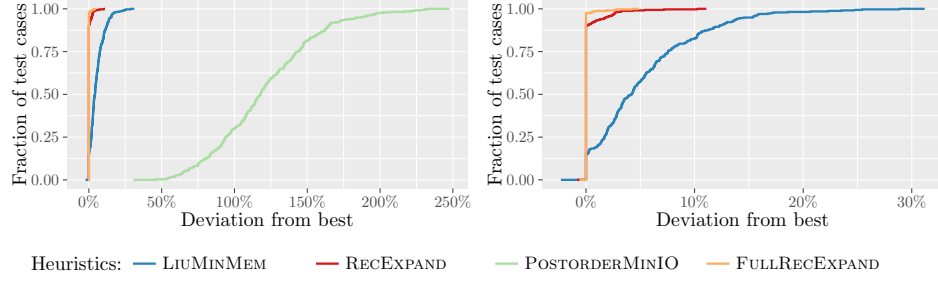 Fraction of test cases
1.00
0.75
0.50
0.25
0.00
0% 50% 100% 150% 200% 250%
Deviation from best
Fraction of test cases
1.00
0.75
0.50
0.25
0.00
0% 10% 20% 30%
Deviation from best
Heuristics: LIUMINMEM RECEXPAND POSTORDERMINIO FULLRECEXPAND